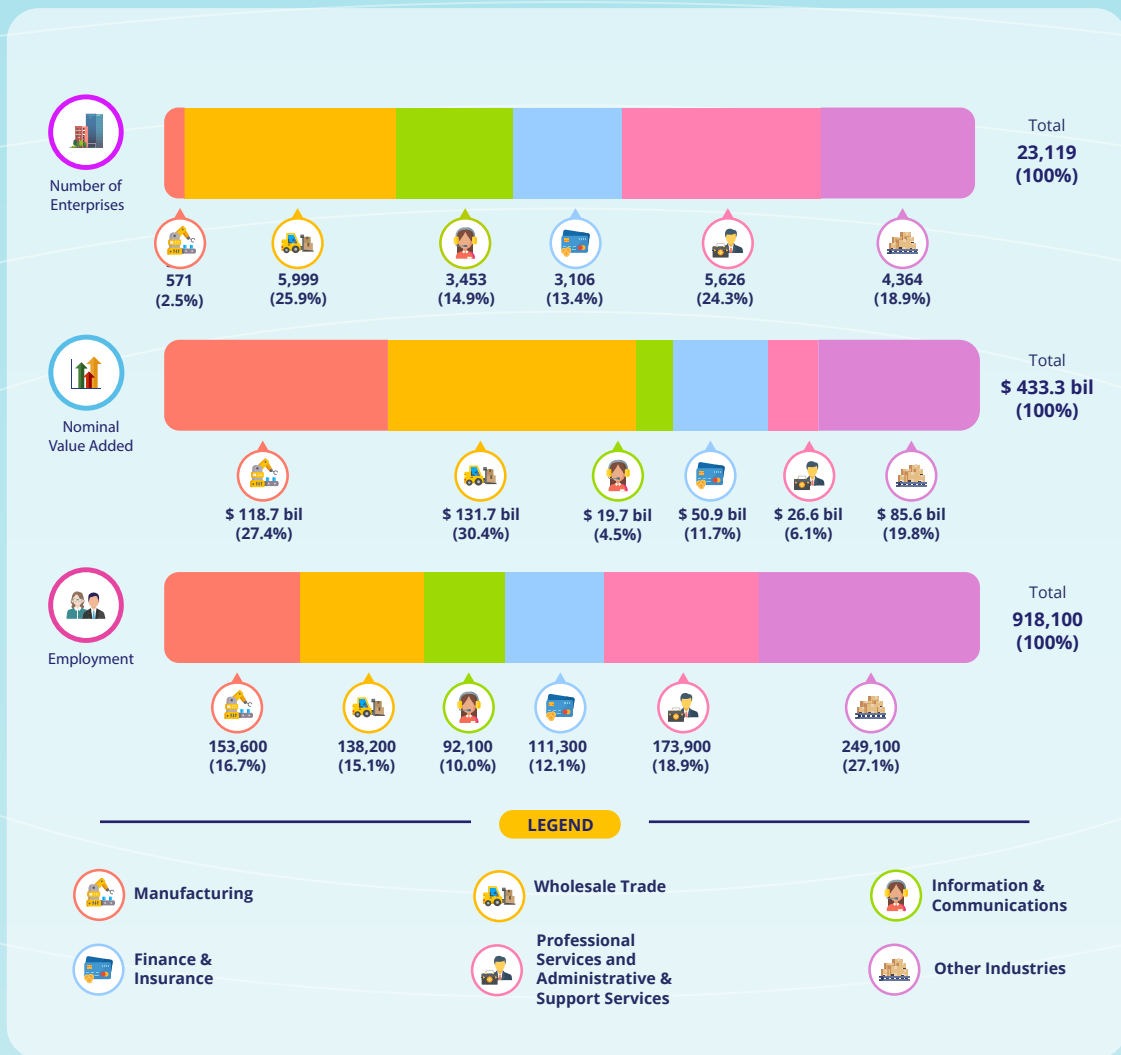 Number of
Enterprises
Total
23,119
(100%)
571
(2.5%)
5,999
(25.9%)
3,453
(14.9%)
3,106
(13.4%)
5,626
(24.3%)
4,364
(18.9%)
Nominal
Value Added
Total
$ 433.3 bil
(100%)
$ 118.7 bil
(27.4%)
$ 131.7 bil
(30.4%)
$ 19.7 bil
(4.5%)
$ 50.9 bil
(11.7%)
$ 26.6 bil
(6.1%)
$ 85.6 bil
(19.8%)
Employment
Total
918,100
(100%)
153,600
(16.7%)
138,200
(15.1%)
92,100
(10.0%)
111,300
(12.1%)
173,900
(18.9%)
249,100
(27.1%)
LEGEND
Manufacturing
Wholesale Trade
Information &
Communications
Finance &
Insurance
Professional
Services and
Administrative &
Support Services
Other Industries